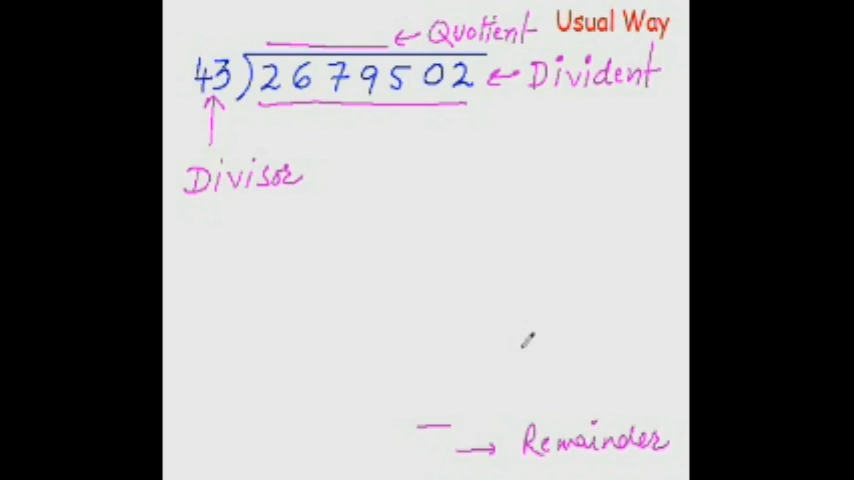 Usual Way
Quotient
43)2679502 Divident
Divisor
Remainder